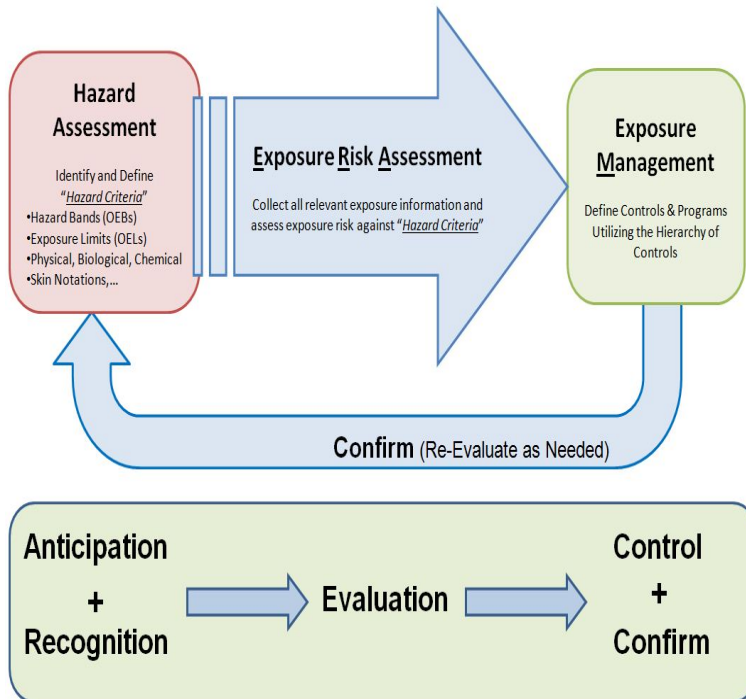 Hazard
Assessment
Identify and Define
“Hazard Criteria”
•Hazard Bands (OEBs)
•Exposure Limits (OELs)
•Physical, Biological, Chemical
•Skin Notations,…
Exposure Risk Assessment
Collect all relevant exposure information and
assess exposure risk against “Hazard Criteria”
Exposure
Management
Define Controls & Programs
Utilizing the Hierarchy of
Controls
Confirm (Re-Evaluate as Needed)
Anticipation
+
Recognition
Evaluation
Control
+
Confirm